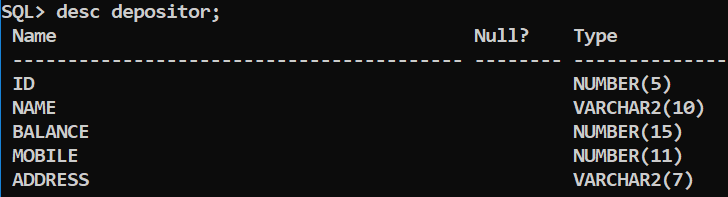 SQL> desc depositor;
Name Null? Type
----------------------------------------- -------- --------------
ID NUMBER(5)
NAME VARCHAR2(10)
BALANCE NUMBER(15)
MOBILE NUMBER(11)
ADDRESS VARCHAR2(7)